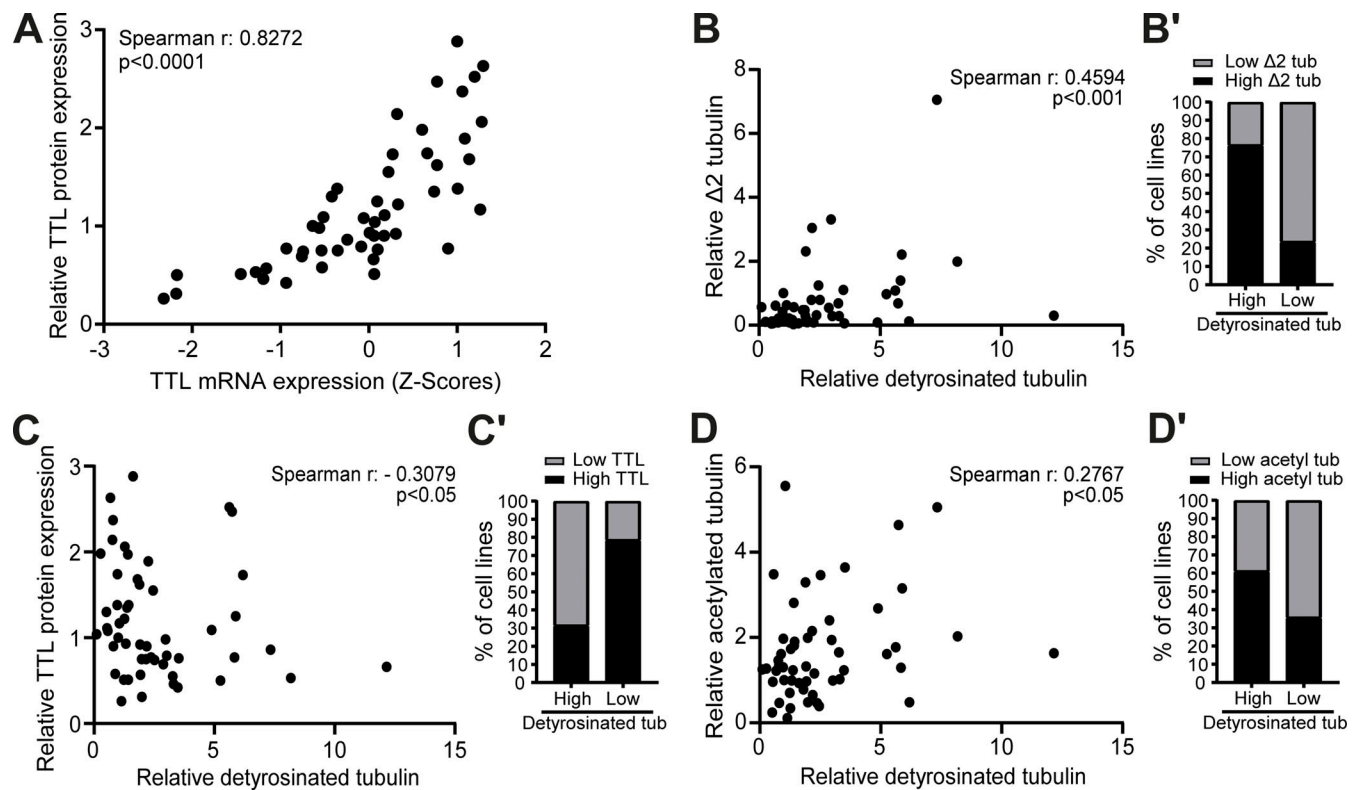 A
Spearman r: 0.8272
p<0.0001
Relative TTL protein expression
3
2
1
0
-3
-2
-1
0
1
2
TTL mRNA expression (Z-Scores)
B
Spearman r: 0.4594
p<0.001
Relative Δ2 tubulin
8
6
4
2
0
0
5
10
15
Relative detyrosinated tubulin
B'
Low Δ2 tub
High Δ2 tub
% of cell lines
100
90
80
70
60
50
40
30
20
10
0
High
Low
Detyrosinated tub
C
Spearman r: - 0.3079
p<0.05
Relative TTL protein expression
3
2
1
0
0
5
10
15
Relative detyrosinated tubulin
C'
Low TTL
High TTL
% of cell lines
100
90
80
70
60
50
40
30
20
10
0
High
Low
Detyrosinated tub
D
Spearman r: 0.2767
p<0.05
Relative acetylated tubulin
6
4
2
0
0
5
10
15
Relative detyrosinated tubulin
D'
Low acetyl tub
High acetyl tub
% of cell lines
100
90
80
70
60
50
40
30
20
10
0
High
Low
Detyrosinated tub